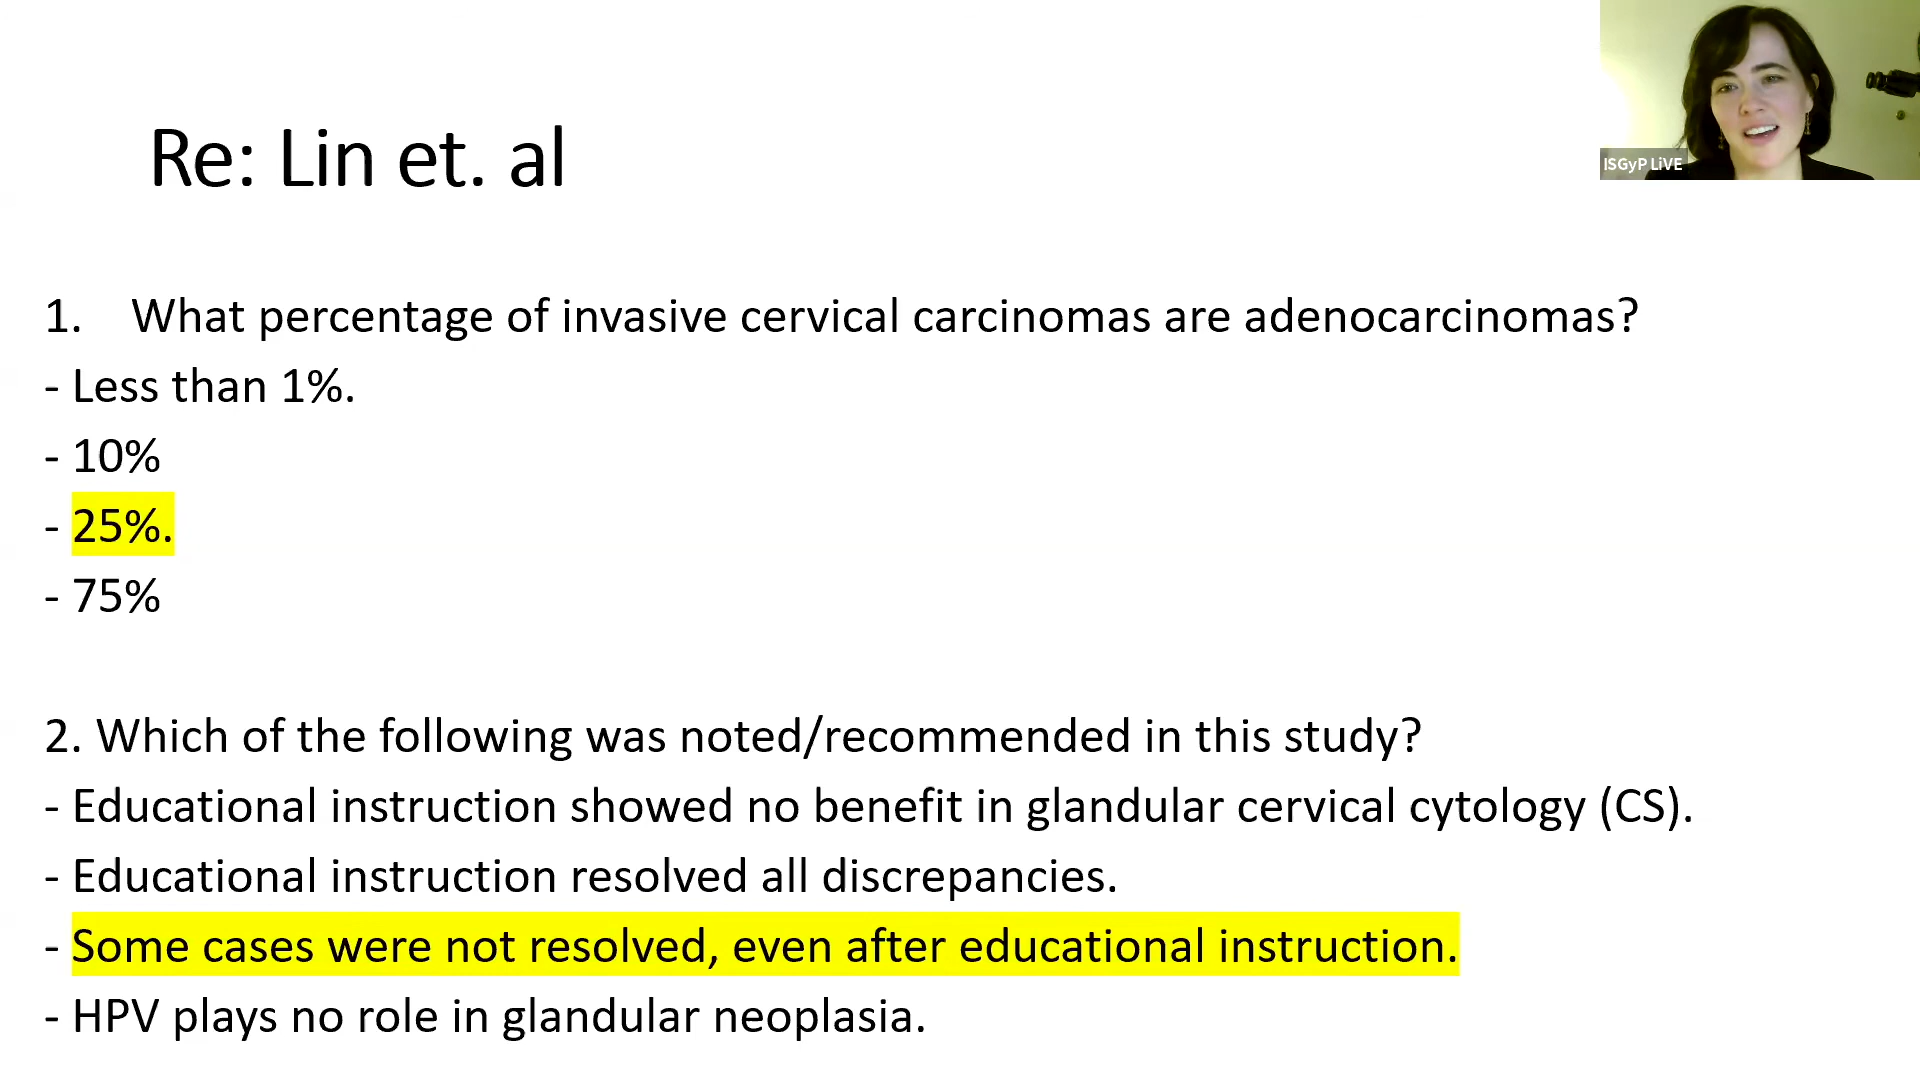 Re: Lin et. al
ISGyP LiVE
1. What percentage of invasive cervical carcinomas are adenocarcinomas?
- Less than 1%.
- 10%
- 25%.
- 75%
2. Which of the following was noted/recommended in this study?
- Educational instruction showed no benefit in glandular cervical cytology (CS).
- Educational instruction resolved all discrepancies.
- Some cases were not resolved, even after educational instruction.
- HPV plays no role in glandular neoplasia.